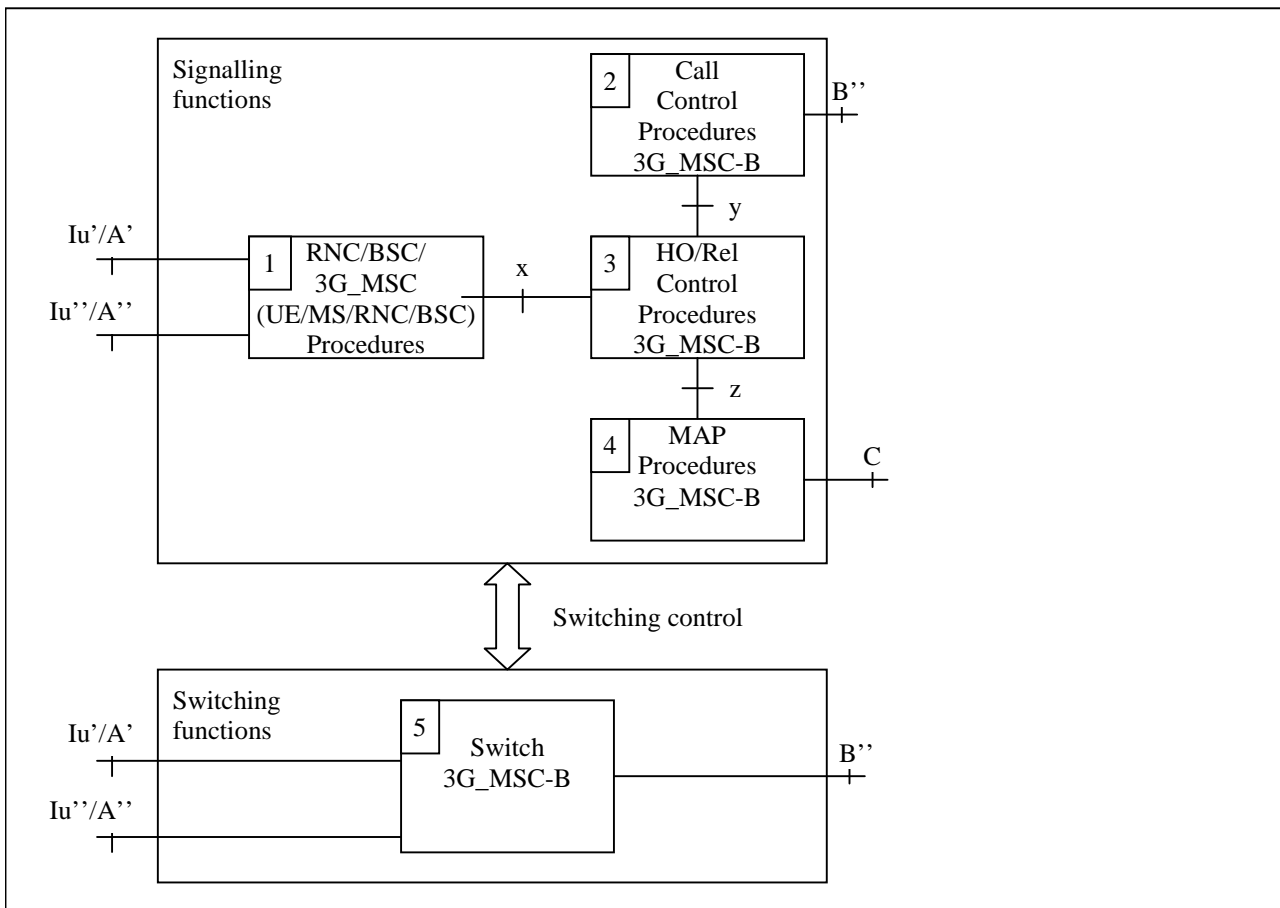 Signalling
functions
2
Call
Control
Procedures
3G_MSC-B
B’’
y
Iu’/A'
Iu’’/A’’
1
RNC/BSC/
3G_MSC
(UE/MS/RNC/BSC)
Procedures
x
3
HO/Rel
Control
Procedures
3G_MSC-B
z
4
MAP
Procedures
3G_MSC-B
C
Switching control
Switching
functions
Iu’/A'
Iu’’/A’’
5
Switch
3G_MSC-B
B’’